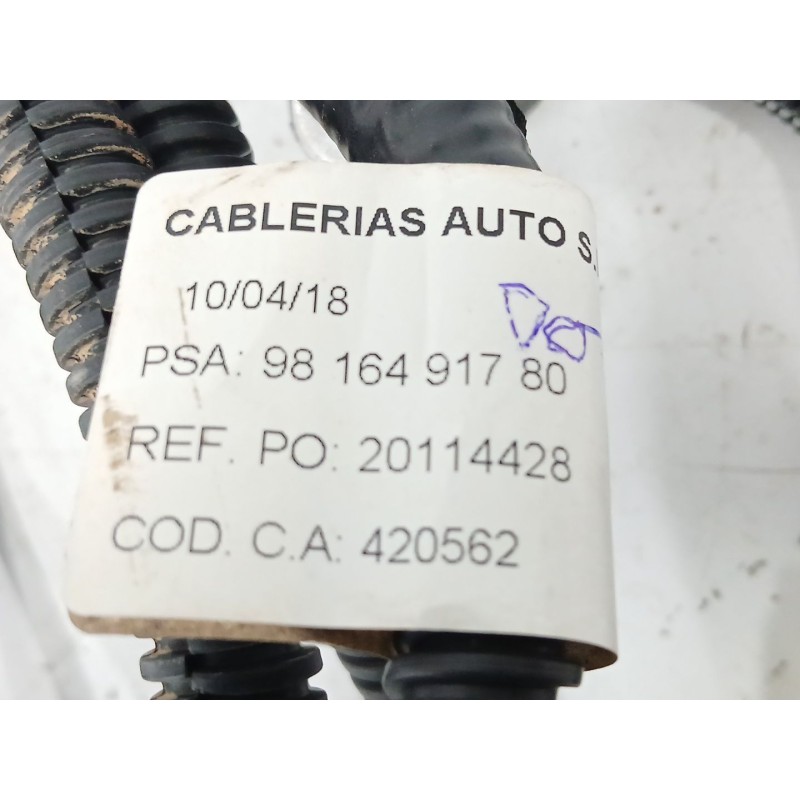 CABLERIAS AUTO S.
10/04/18
PSA: 98 164 917 80
REF. PO: 20114428
COD. C.A: 420562